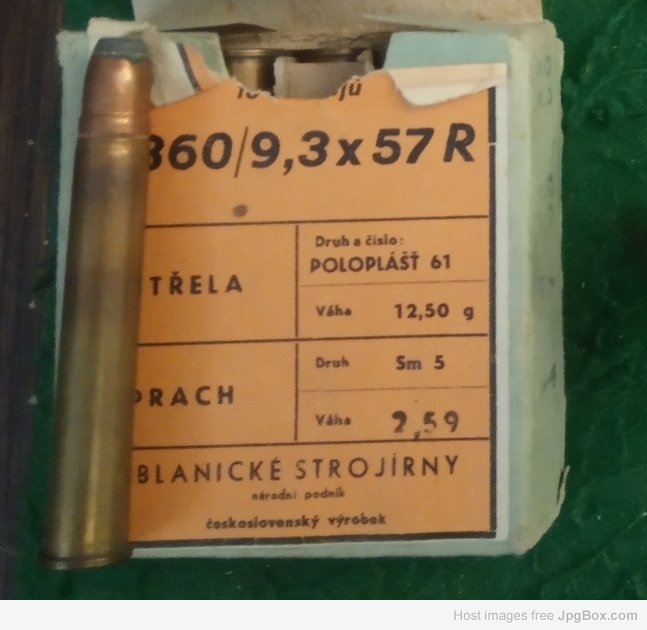 360/9,3x57 R
TŘELA
Druh a číslo:
POLOPLÁŠŤ 61
Váha 12,50 g
RACH
Druh Sm 5
Váha 2,59
BLANICKÉ STROJÍRNY
národní podnik
československý výrobek
Host images free JpgBox.com